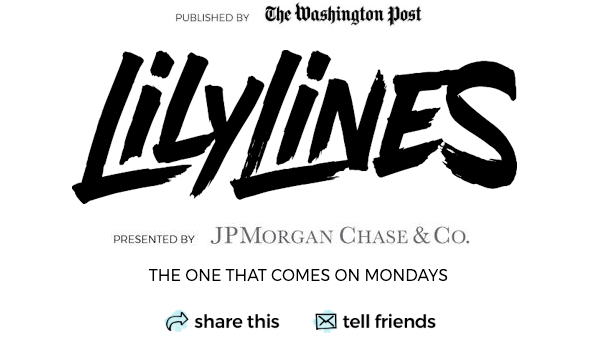 PUBLISHED BY The Washington Post
LILYLINES
PRESENTED BY JPMORGAN CHASE & CO.
THE ONE THAT COMES ON MONDAYS
share this tell friends